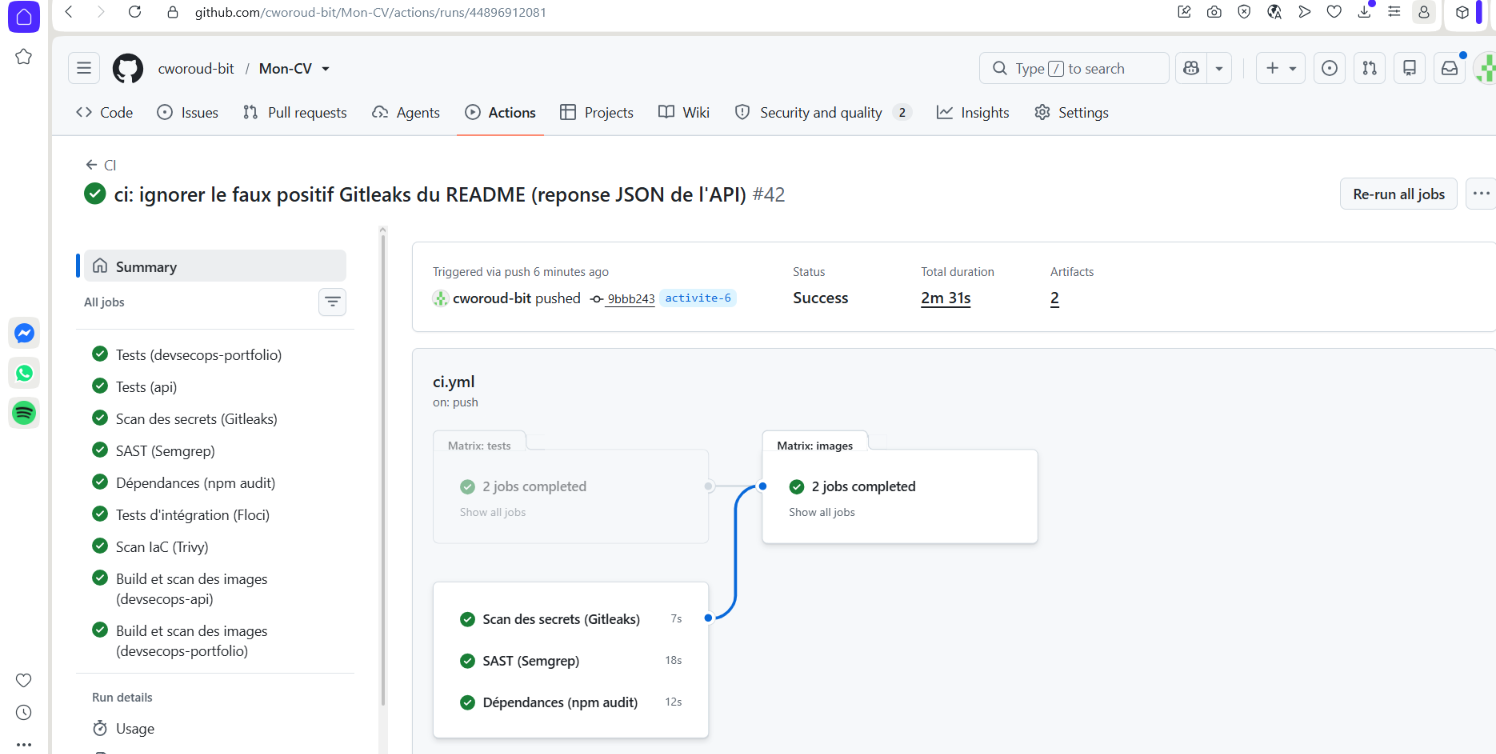 github.com/cworoud-bit/Mon-CV/actions/runs/44896912081
cworoud-bit / Mon-CV
Type / to search
Code Issues Pull requests Agents Actions Projects Wiki Security and quality 2 Insights Settings
CI
ci: ignorer le faux positif Gitleaks du README (reponse JSON de l'API) #42
Re-run all jobs
Summary
All jobs
Tests (devsecops-portfolio)
Tests (api)
Scan des secrets (Gitleaks)
SAST (Semgrep)
Dépendances (npm audit)
Tests d'intégration (Floci)
Scan IaC (Trivy)
Build et scan des images
(devsecops-api)
Build et scan des images
(devsecops-portfolio)
Run details
Usage
Triggered via push 6 minutes ago
cworoud-bit pushed 9bbb243 activite-6
Status
Success
Total duration
2m 31s
Artifacts
2
ci.yml
on: push
Matrix: tests
2 jobs completed
Show all jobs
Matrix: images
2 jobs completed
Show all jobs
Scan des secrets (Gitleaks) 7s
SAST (Semgrep) 18s
Dépendances (npm audit) 12s